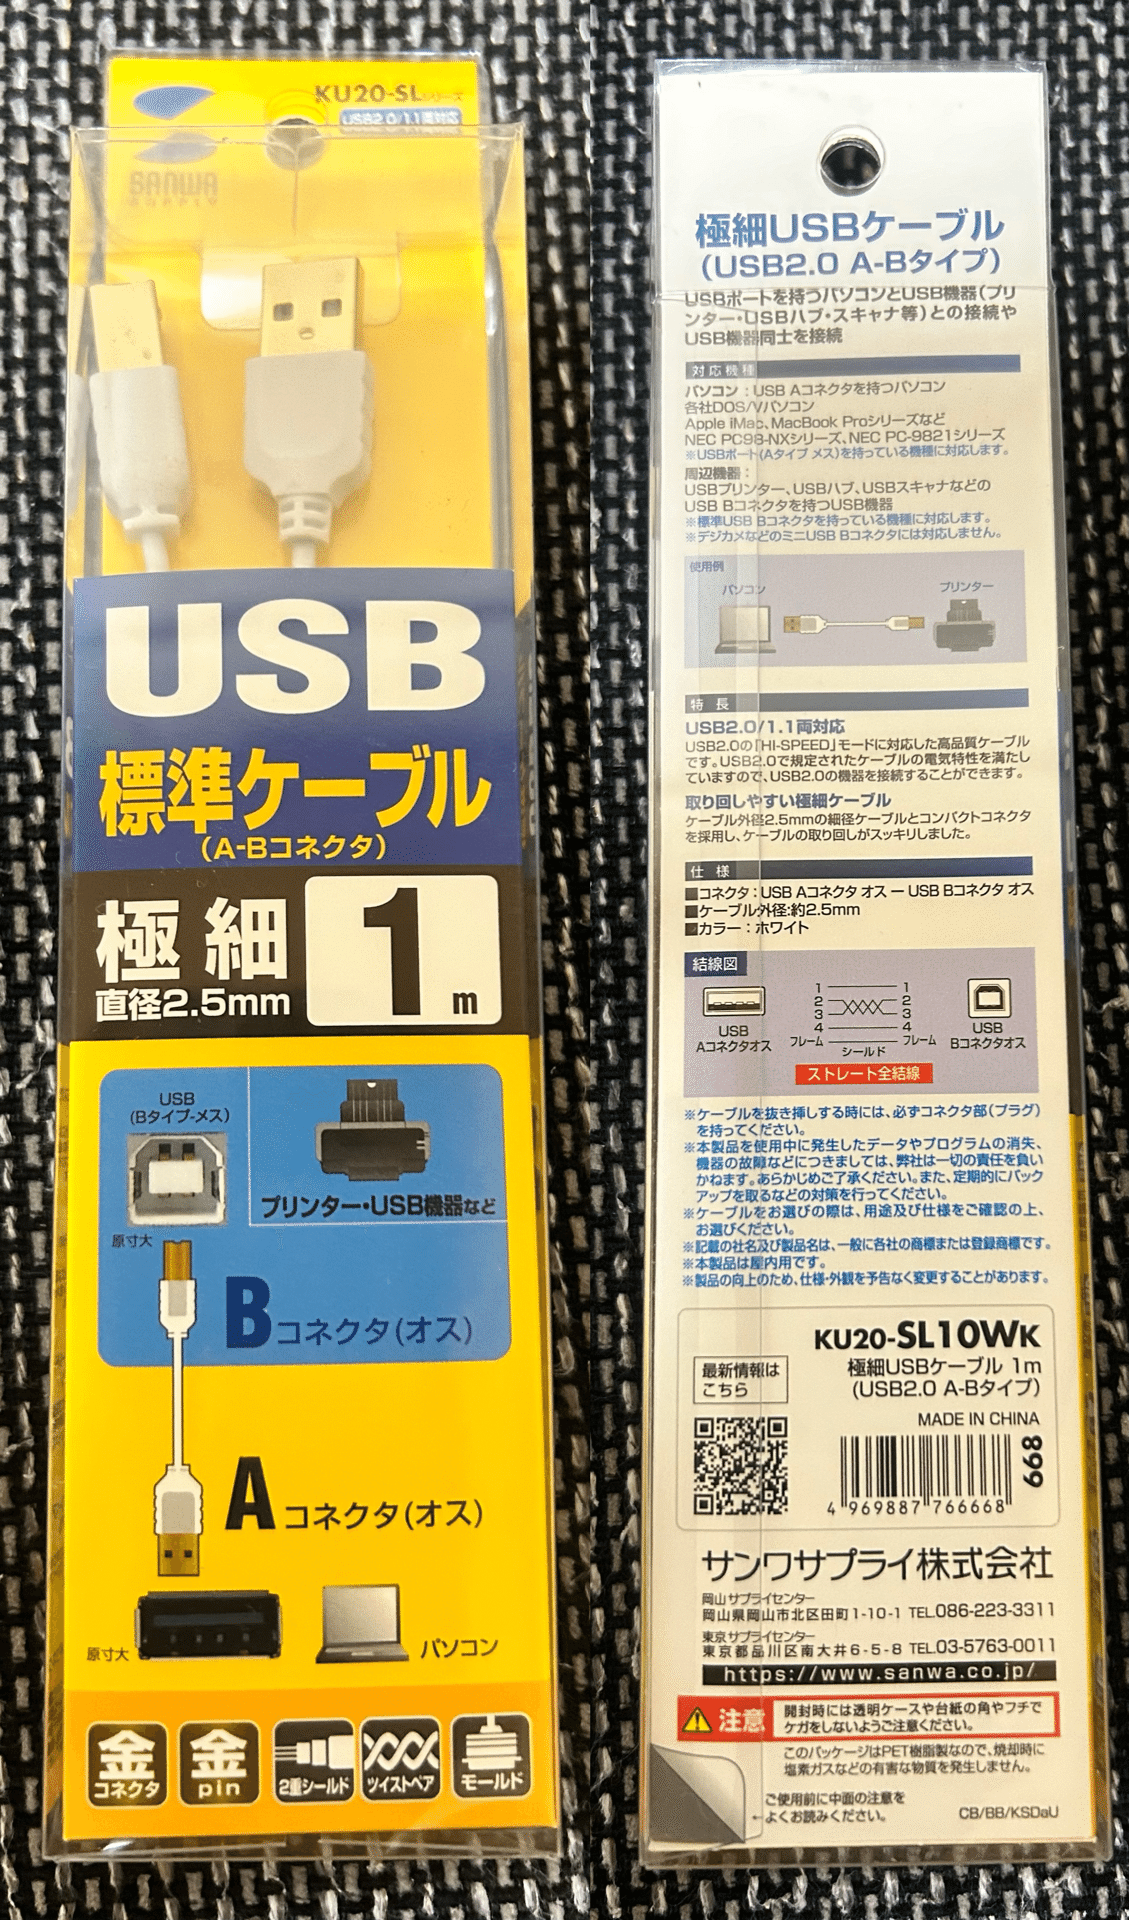 KU20-SLシリーズ
USB2.0/1.1両対応
SANWA
SUPPLY
USB
標準ケーブル
(A-Bコネクタ)
極細
直径2.5mm
1m
USB
(Bタイプ-メス)
原寸大
プリンター・USB機器など
Bコネクタ(オス)
Aコネクタ(オス)
原寸大
パソコン
金
コネクタ
金
pin
2重シールド
ツイストペア
モールド
極細USBケーブル
(USB2.0 A-Bタイプ)
USBポートを持つパソコンとUSB機器(プリ
ンター・USBハブ・スキャナ等)との接続や
USB機器同士を接続
対応機種
パソコン:USB Aコネクタを持つパソコン
各社DOS/Vパソコン
Apple iMac、MacBook Proシリーズなど
NEC PC98-NXシリーズ、NEC PC-9821シリーズ
※USBポート(Aタイプ メス)を持っている機種に対応します。
周辺機器:
USBプリンター、USBハブ、USBスキャナなどの
USB Bコネクタを持つUSB機器
※標準USB Bコネクタを持っている機種に対応します。
※デジカメなどのミニUSB Bコネクタには対応しません。
使用例
パソコン
プリンター
特長
USB2.0/1.1両対応
USB2.0の「HI-SPEED」モードに対応した高品質ケーブル
です。USB2.0で規定されたケーブルの電気特性を満たし
ていますので、USB2.0の機器を接続することができます。
取り回しやすい極細ケーブル
ケーブル外径2.5mmの細径ケーブルとコンパクトコネクタ
を採用し、ケーブルの取り回しがスッキリしました。
仕様
■コネクタ:USB Aコネクタ オス ー USB Bコネクタ オス
■ケーブル外径:約2.5mm
■カラー:ホワイト
結線図
1 1
2 2
3 3
4 4
フレーム フレーム
シールド
USB
Aコネクタオス
USB
Bコネクタオス
ストレート全結線
※ケーブルを抜き挿しする時には、必ずコネクタ部(プラグ)
を持ってください。
※本製品を使用中に発生したデータやプログラムの消失、
機器の故障などにつきましては、弊社は一切の責任を負い
かねます。あらかじめご了承ください。また、定期的にバック
アップを取るなどの対策を行ってください。
※ケーブルをお選びの際は、用途及び仕様をご確認の上、
お選びください。
※記載の社名及び製品名は、一般に各社の商標または登録商標です。
※本製品は屋内用です。
※製品の向上のため、仕様・外観を予告なく変更することがあります。
KU20-SL10WK
極細USBケーブル 1m
(USB2.0 A-Bタイプ)
最新情報は
こちら
MADE IN CHINA
668
4 969887 766668
サンワサプライ株式会社
岡山サプライセンター
岡山県岡山市北区田町1-10-1 TEL.086-223-3311
東京サプライセンター
東京都品川区南大井6-5-8 TEL.03-5763-0011
https://www.sanwa.co.jp/
注意
開封時には透明ケースや台紙の角やフチで
ケガをしないようご注意ください。
このパッケージはPET樹脂製なので、焼却時に
塩素ガスなどの有害な物質を発生しません。
ご使用前に中面の注意を
←よくお読みください。
CB/BB/KSDaU